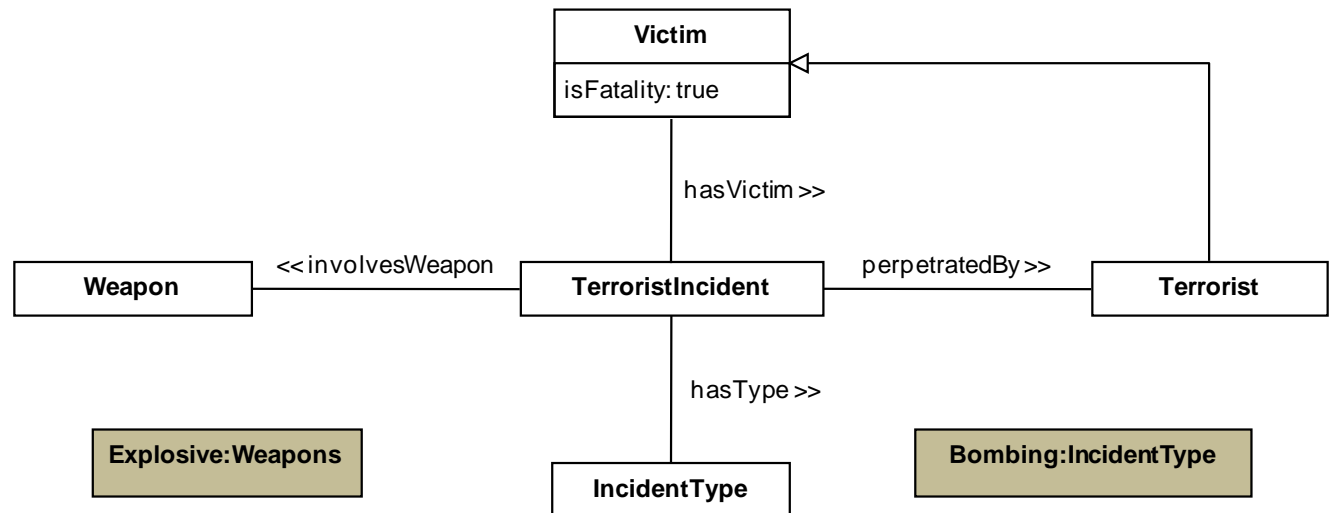 Victim
isFatality: true
hasVictim >>
<< involvesWeapon
perpetratedBy >>
Weapon
TerroristIncident
Terrorist
hasType >>
Explosive:Weapons
Bombing:IncidentType
IncidentType